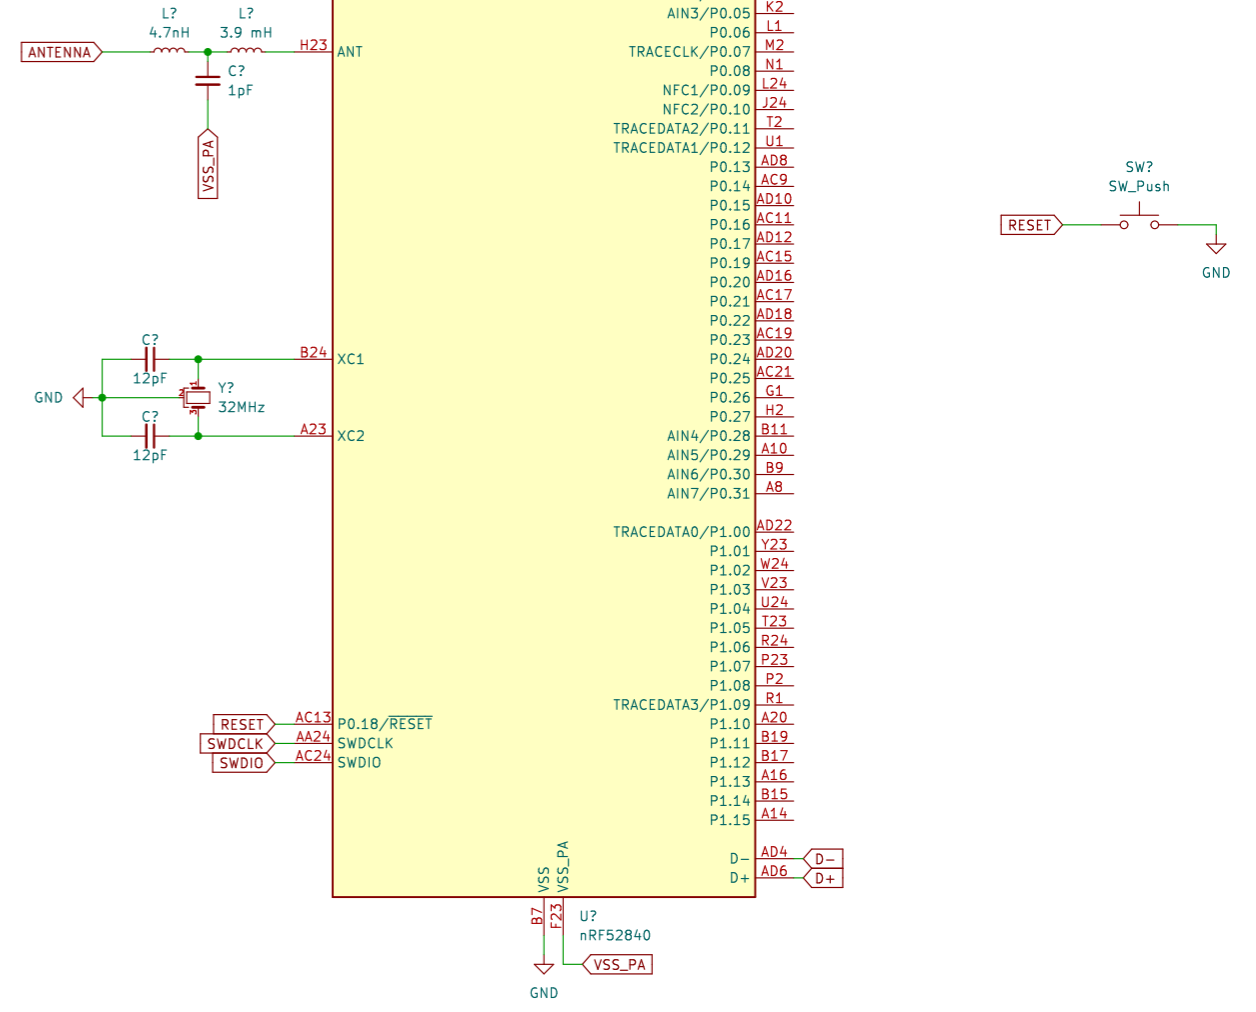 L?
4.7nH
L?
3.9 mH
ANTENNA
H23
ANT
C?
1pF
VSS_PA
C?
12pF
B24
XC1
GND
2
1
3
Y?
32MHz
C?
12pF
A23
XC2
RESET
AC13
P0.18/RESET
SWDCLK
AA24
SWDCLK
SWDIO
AC24
SWDIO
AIN3/P0.05 K2
P0.06 L1
TRACECLK/P0.07 M2
P0.08 N1
NFC1/P0.09 L24
NFC2/P0.10 J24
TRACEDATA2/P0.11 T2
TRACEDATA1/P0.12 U1
P0.13 AD8
P0.14 AC9
P0.15 AD10
P0.16 AC11
P0.17 AD12
P0.19 AC15
P0.20 AD16
P0.21 AC17
P0.22 AD18
P0.23 AC19
P0.24 AD20
P0.25 AC21
P0.26 G1
P0.27 H2
AIN4/P0.28 B11
AIN5/P0.29 A10
AIN6/P0.30 B9
AIN7/P0.31 A8
TRACEDATA0/P1.00 AD22
P1.01 Y23
P1.02 W24
P1.03 V23
P1.04 U24
P1.05 T23
P1.06 R24
P1.07 P23
P1.08 P2
TRACEDATA3/P1.09 R1
P1.10 A20
P1.11 B19
P1.12 B17
P1.13 A16
P1.14 B15
P1.15 A14
D- AD4 D-
D+ AD6 D+
VSS
VSS_PA
B7
F23
U?
nRF52840
VSS_PA
GND
SW?
SW_Push
RESET
GND